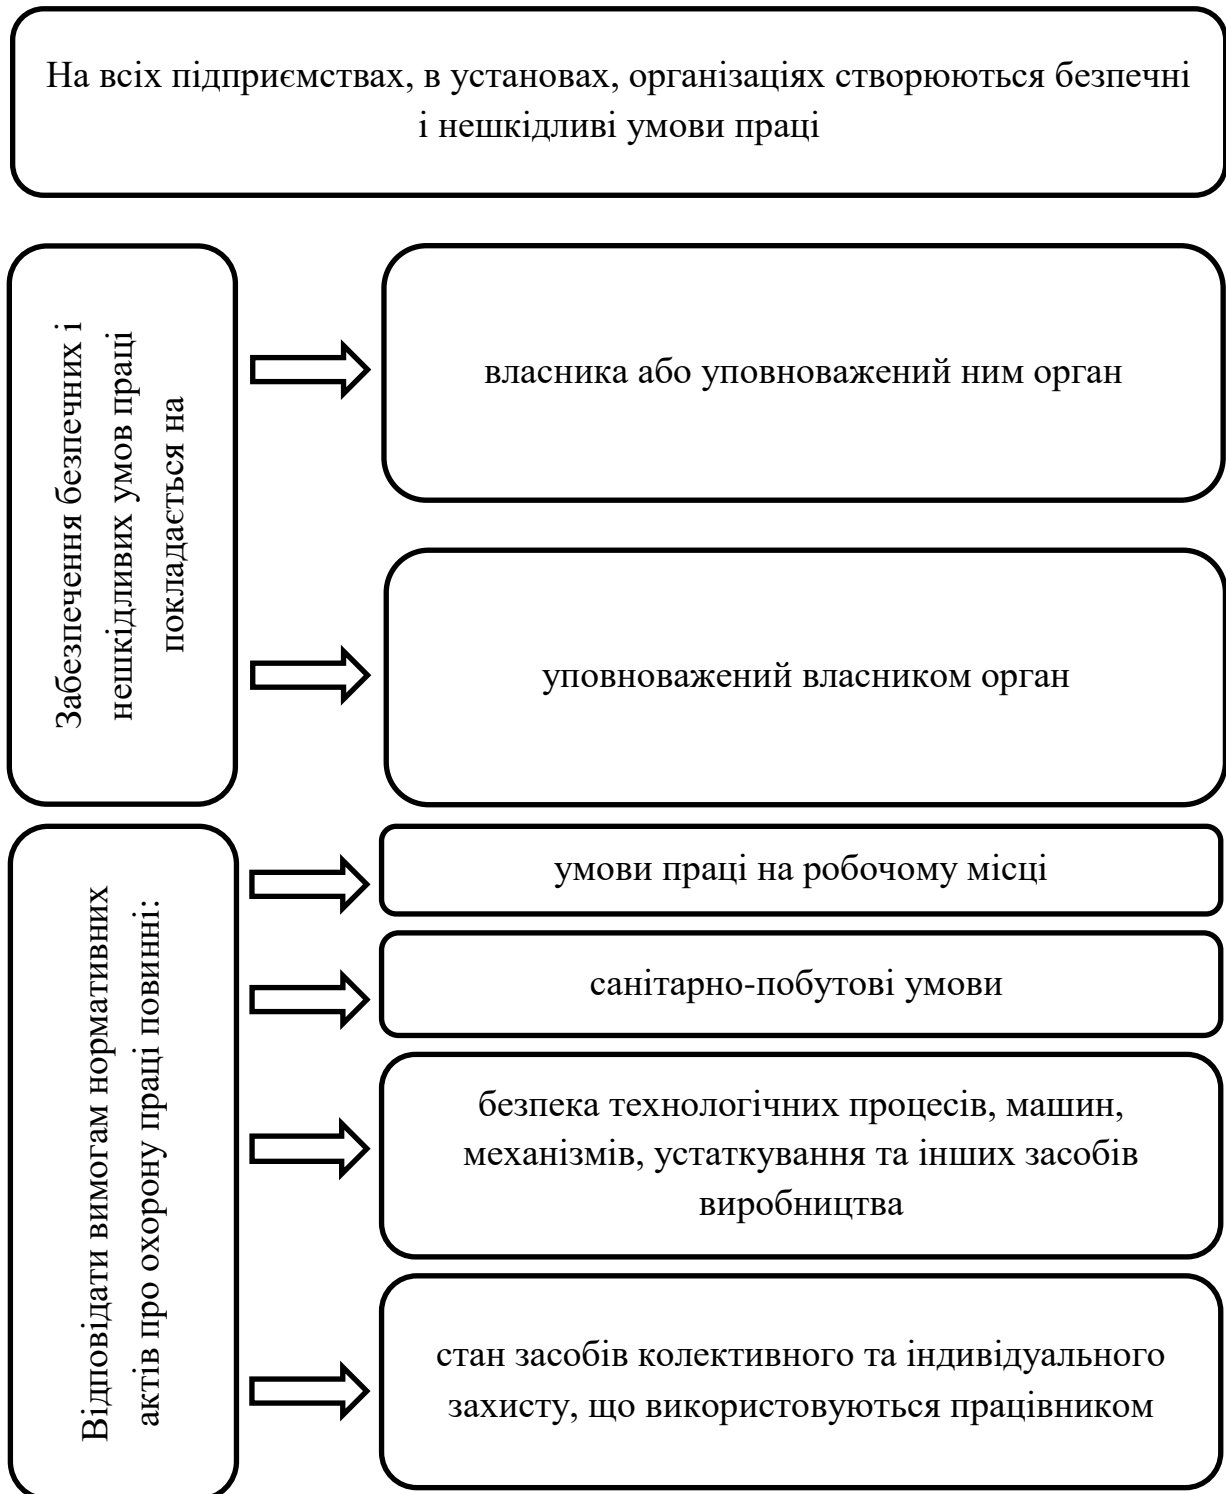 На всіх підприємствах, в установах, організаціях створюються безпечні
і нешкідливі умови праці
Забезпечення безпечних і
нешкідливих умов праці
покладається на
власника або уповноважений ним орган
уповноважений власником орган
Відповідати вимогам нормативних
актів про охорону праці повинні:
умови праці на робочому місці
санітарно-побутові умови
безпека технологічних процесів, машин,
механізмів, устаткування та інших засобів
виробництва
стан засобів колективного та індивідуального
захисту, що використовуються працівником